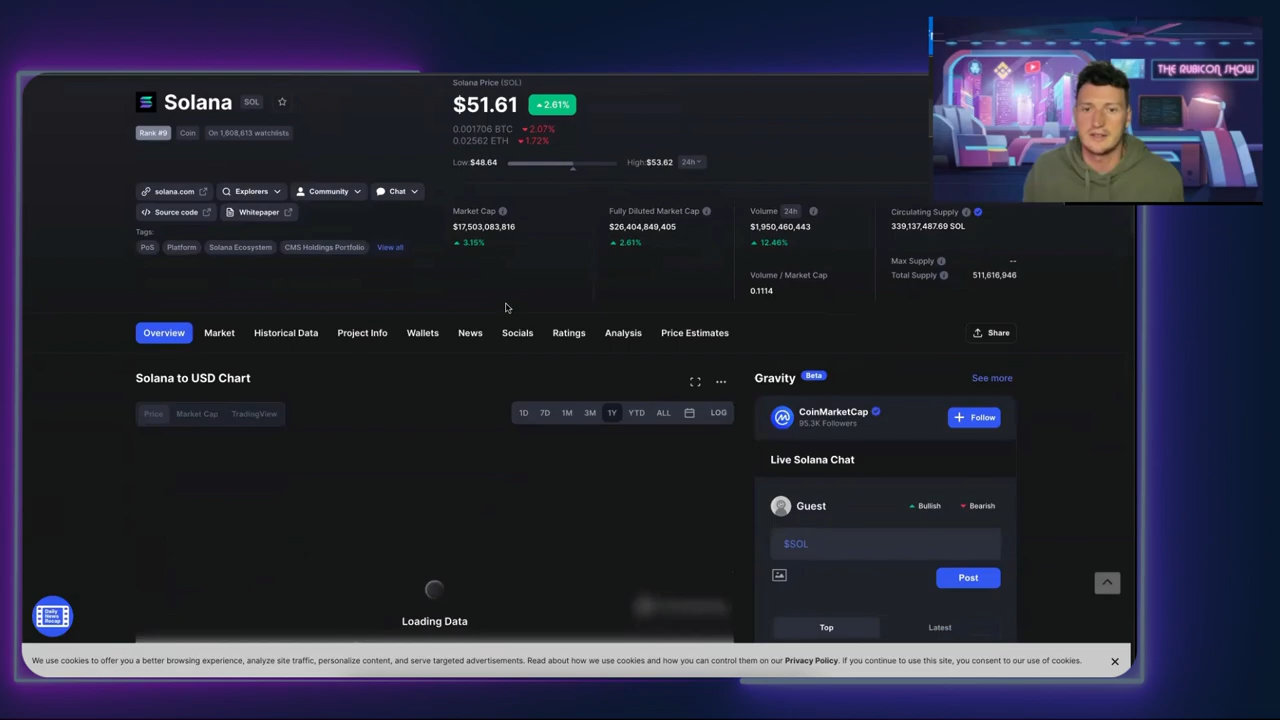 THE RUBICON SHOW
Solana SOL
Rank #9 Coin On 1,608,613 watchlists
solana.com Explorers Community Chat
Source code Whitepaper
Tags:
PoS Platform Solana Ecosystem CMS Holdings Portfolio View all
Solana Price (SOL)
$51.61 2.61%
0.001706 BTC 2.07%
0.02562 ETH 1.72%
Low: $48.64 High: $53.62 24h
Market Cap
$17,503,083,816
3.15%
Fully Diluted Market Cap
$26,404,849,405
2.61%
Volume 24h
$1,950,460,443
12.46%
Volume / Market Cap
0.1114
Circulating Supply
339,137,487.69 SOL
Max Supply --
Total Supply 511,616,946
Overview Market Historical Data Project Info Wallets News Socials Ratings Analysis Price Estimates Share
Solana to USD Chart
Price Market Cap TradingView 1D 7D 1M 3M 1Y YTD ALL LOG
Loading Data
Gravity Beta See more
CoinMarketCap
95.3K Followers
Follow
Live Solana Chat
Guest Bullish Bearish
$SOL
Post
Top Latest
Daily
News
Recap
We use cookies to offer you a better browsing experience, analyze site traffic, personalize content, and serve targeted advertisements. Read about how we use cookies and how you can control them on our Privacy Policy. If you continue to use this site, you consent to our use of cookies.